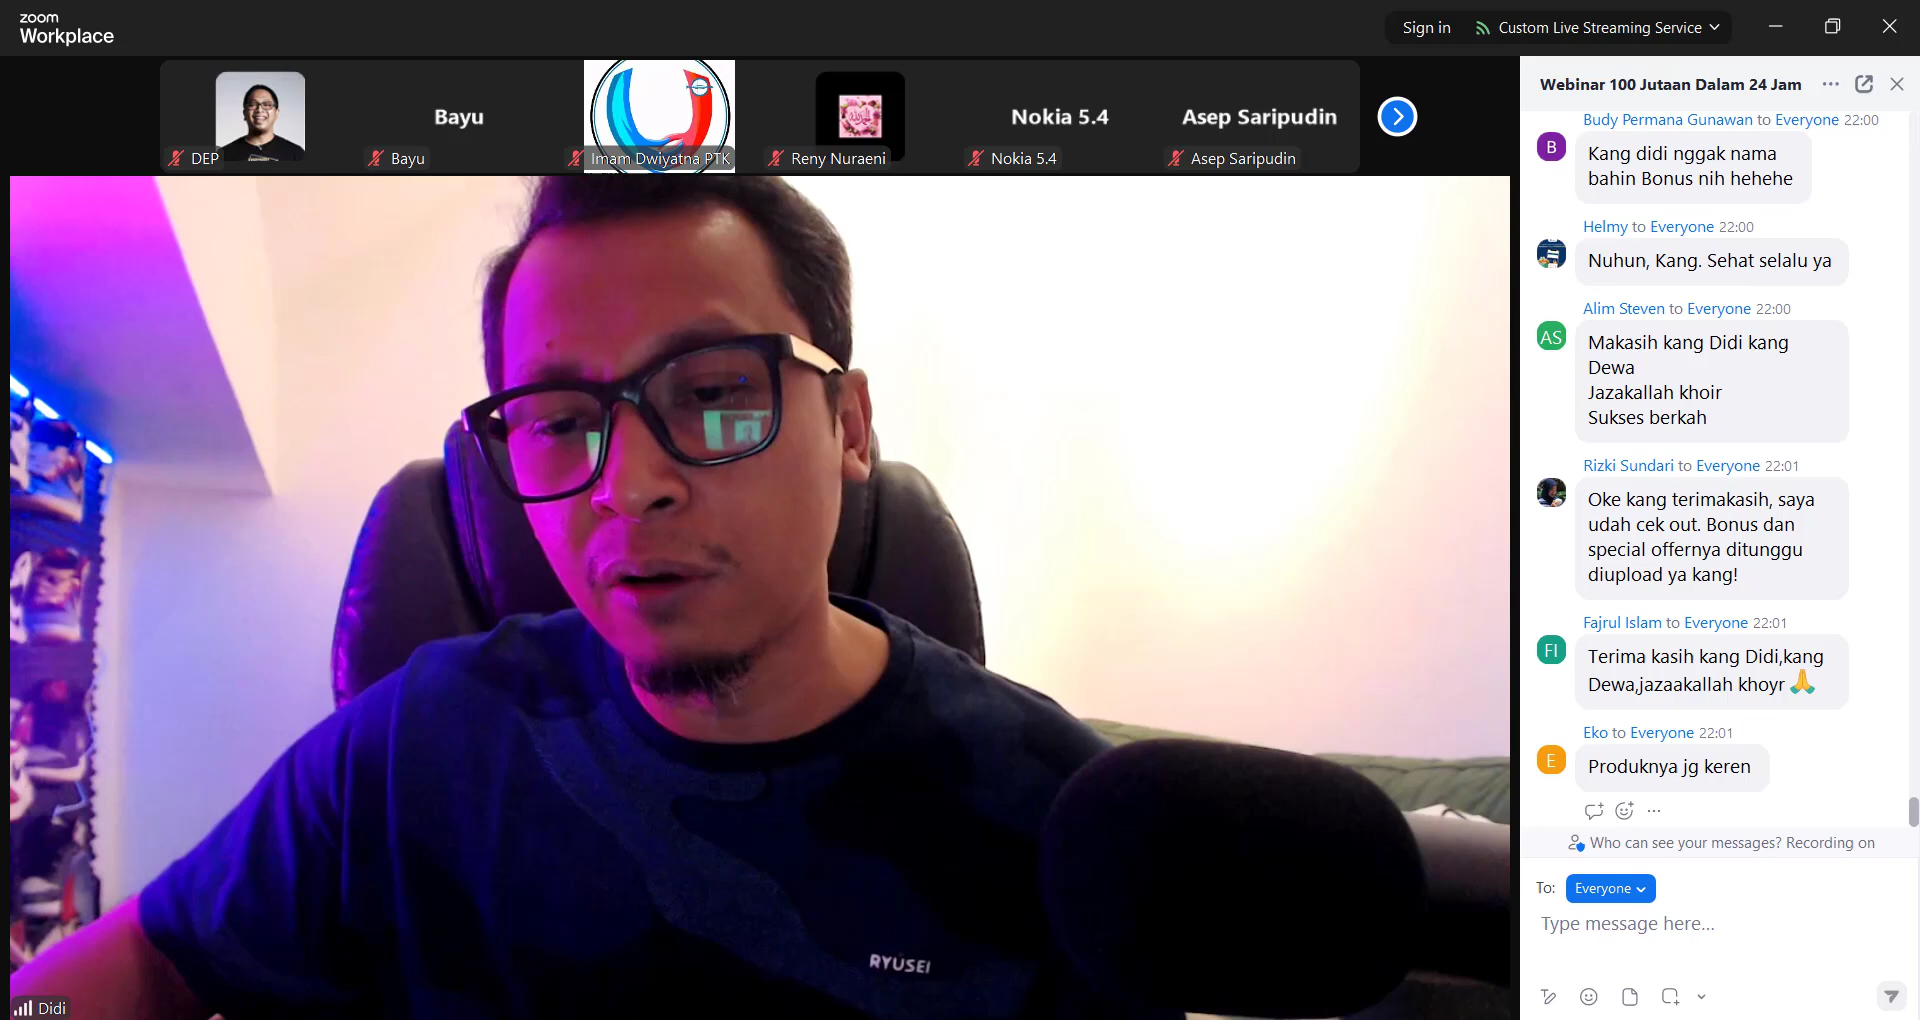 zoom
Workplace
Sign in
Custom Live Streaming Service
DEP
Bayu
Bayu
Imam Dwiyatna PTK
Reny Nuraeni
Nokia 5.4
Nokia 5.4
Asep Saripudin
Asep Saripudin
RYUSEI
Didi
Webinar 100 Jutaan Dalam 24 Jam
Budy Permana Gunawan to Everyone 22:00
B
Kang didi nggak nama
bahin Bonus nih hehehe
Helmy to Everyone 22:00
Nuhun, Kang. Sehat selalu ya
Alim Steven to Everyone 22:00
AS
Makasih kang Didi kang
Dewa
Jazakallah khoir
Sukses berkah
Rizki Sundari to Everyone 22:01
Oke kang terimakasih, saya
udah cek out. Bonus dan
special offernya ditunggu
diupload ya kang!
Fajrul Islam to Everyone 22:01
FI
Terima kasih kang Didi,kang
Dewa,jazaakallah khoyr 🙏
Eko to Everyone 22:01
E
Produknya jg keren
Who can see your messages? Recording on
To: Everyone
Type message here...